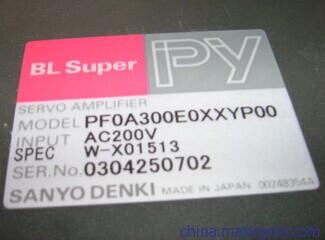 BL Super PY
SERVO AMPLIFIER
MODEL PF0A300E0XXYP00
INPUT AC200V
SPEC W-X01513
SER.No.0304250702
SANYO DENKI MADE IN JAPAN 00248354A
china.makepolo.com